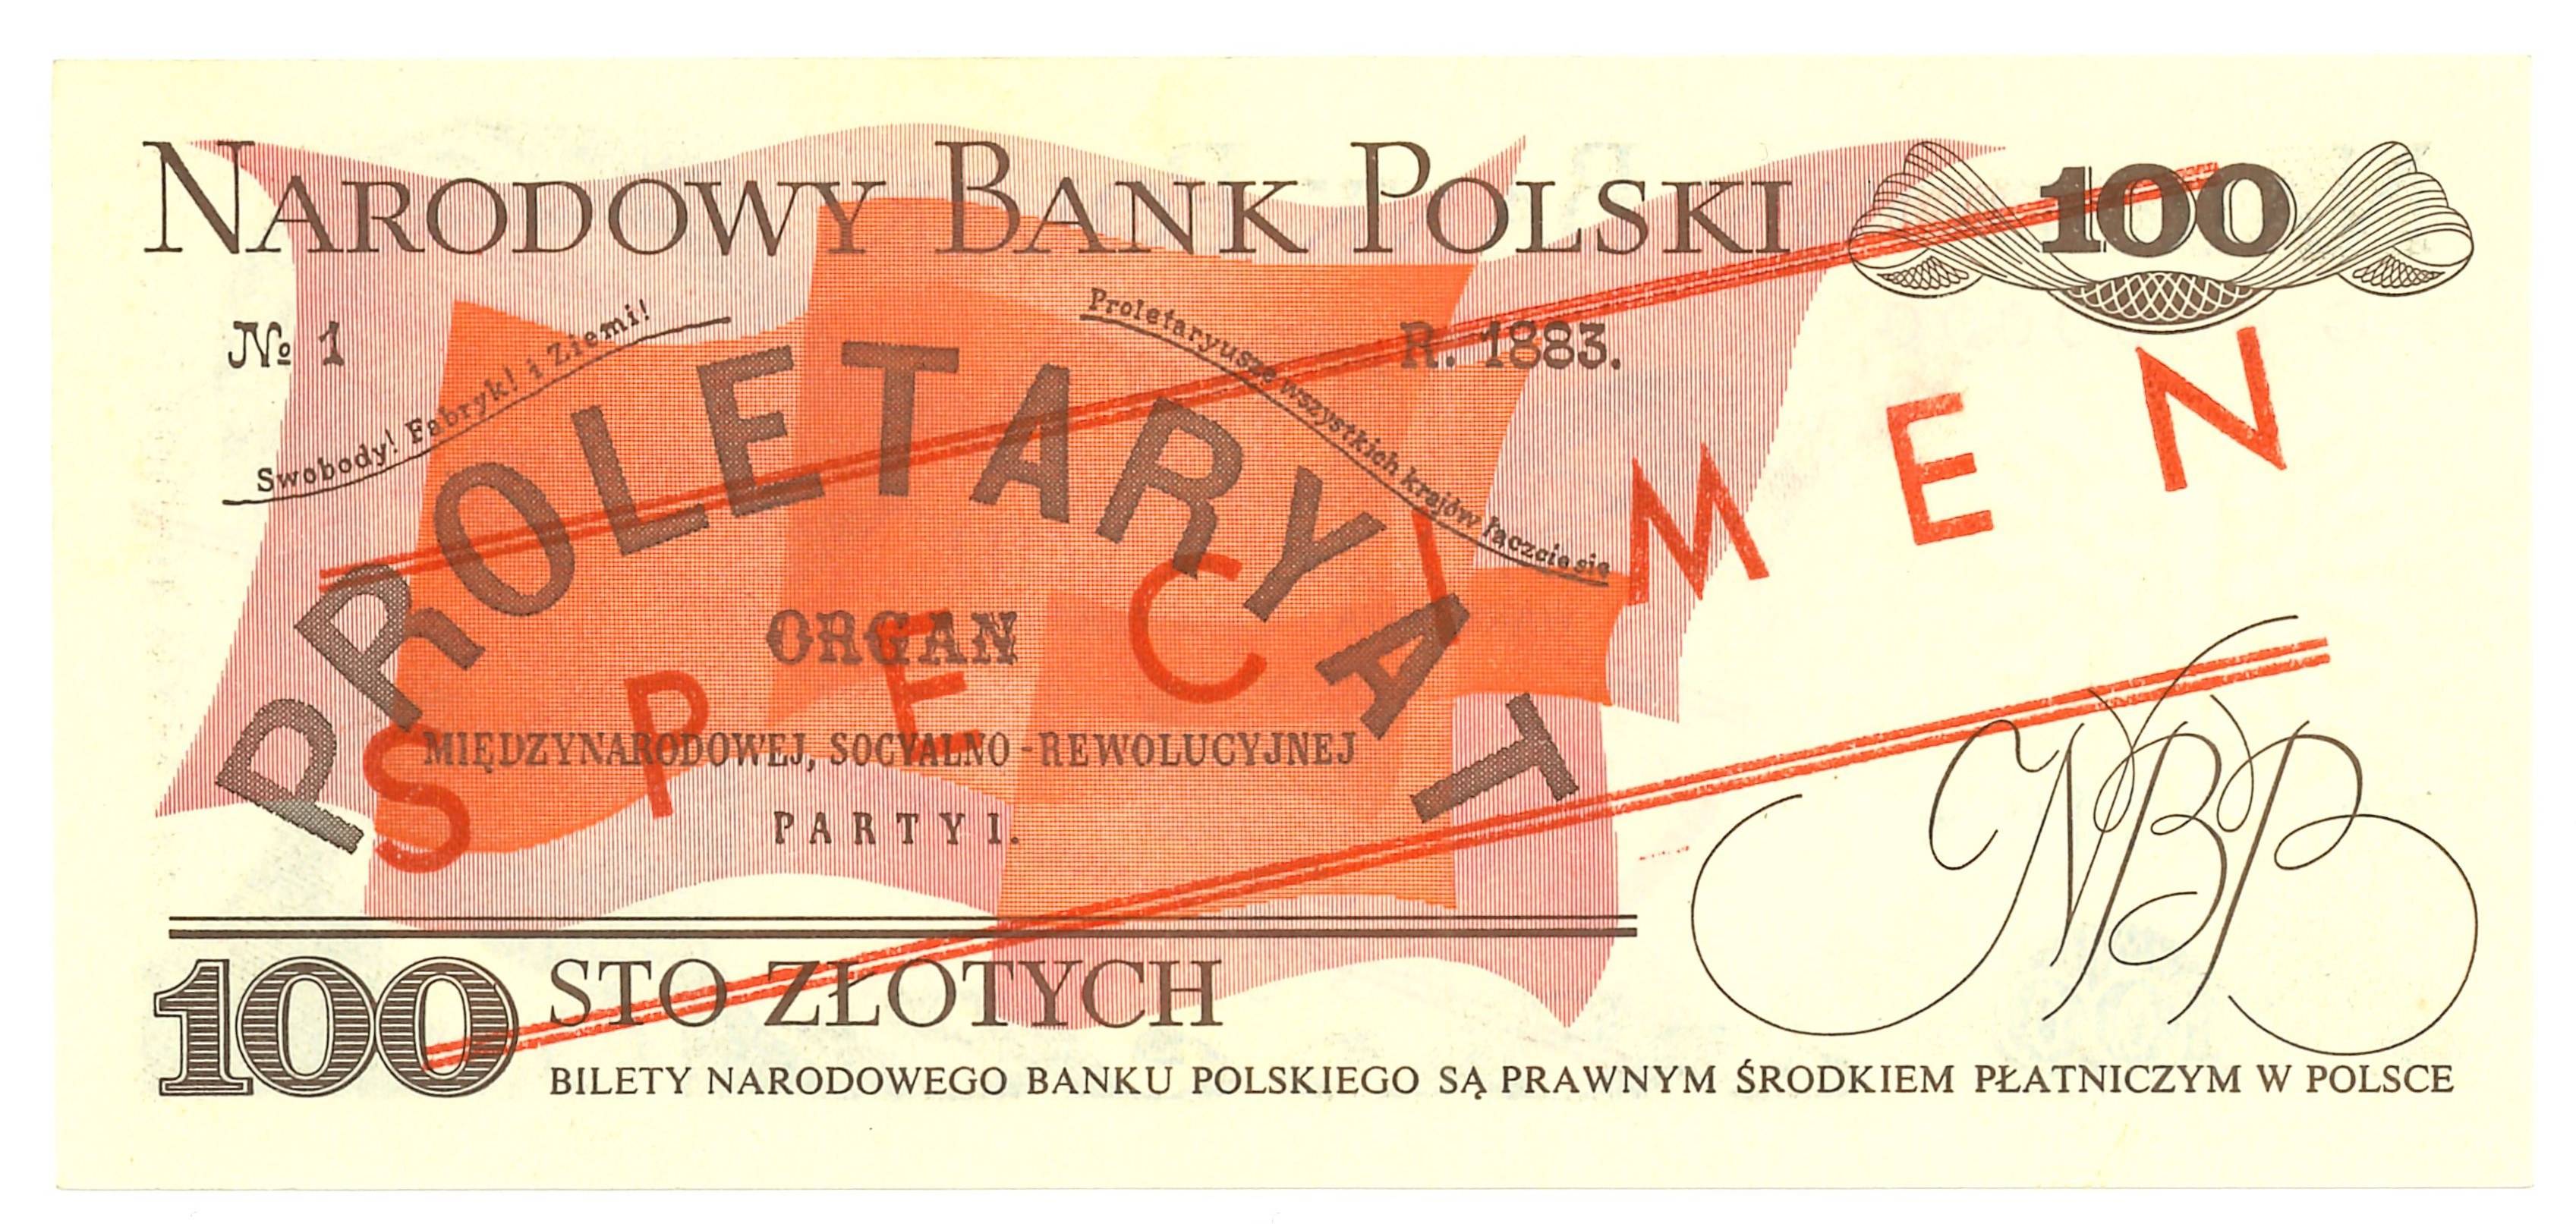 NARODOWY BANK POLSKI
100
№ 1
Swobody! Fabryk! i Ziemi!
Proletaryusze wszystkich krajów łączcie się
R. 1883.
PROLETARYAT
ORGAN
MIĘDZYNARODOWEJ, SOCYALNO-REWOLUCYJNEJ
PARTYI.
SPECIMEN
NBP
100
STO ZŁOTYCH
BILETY NARODOWEGO BANKU POLSKIEGO SĄ PRAWNYM ŚRODKIEM PŁATNICZYM W POLSCE